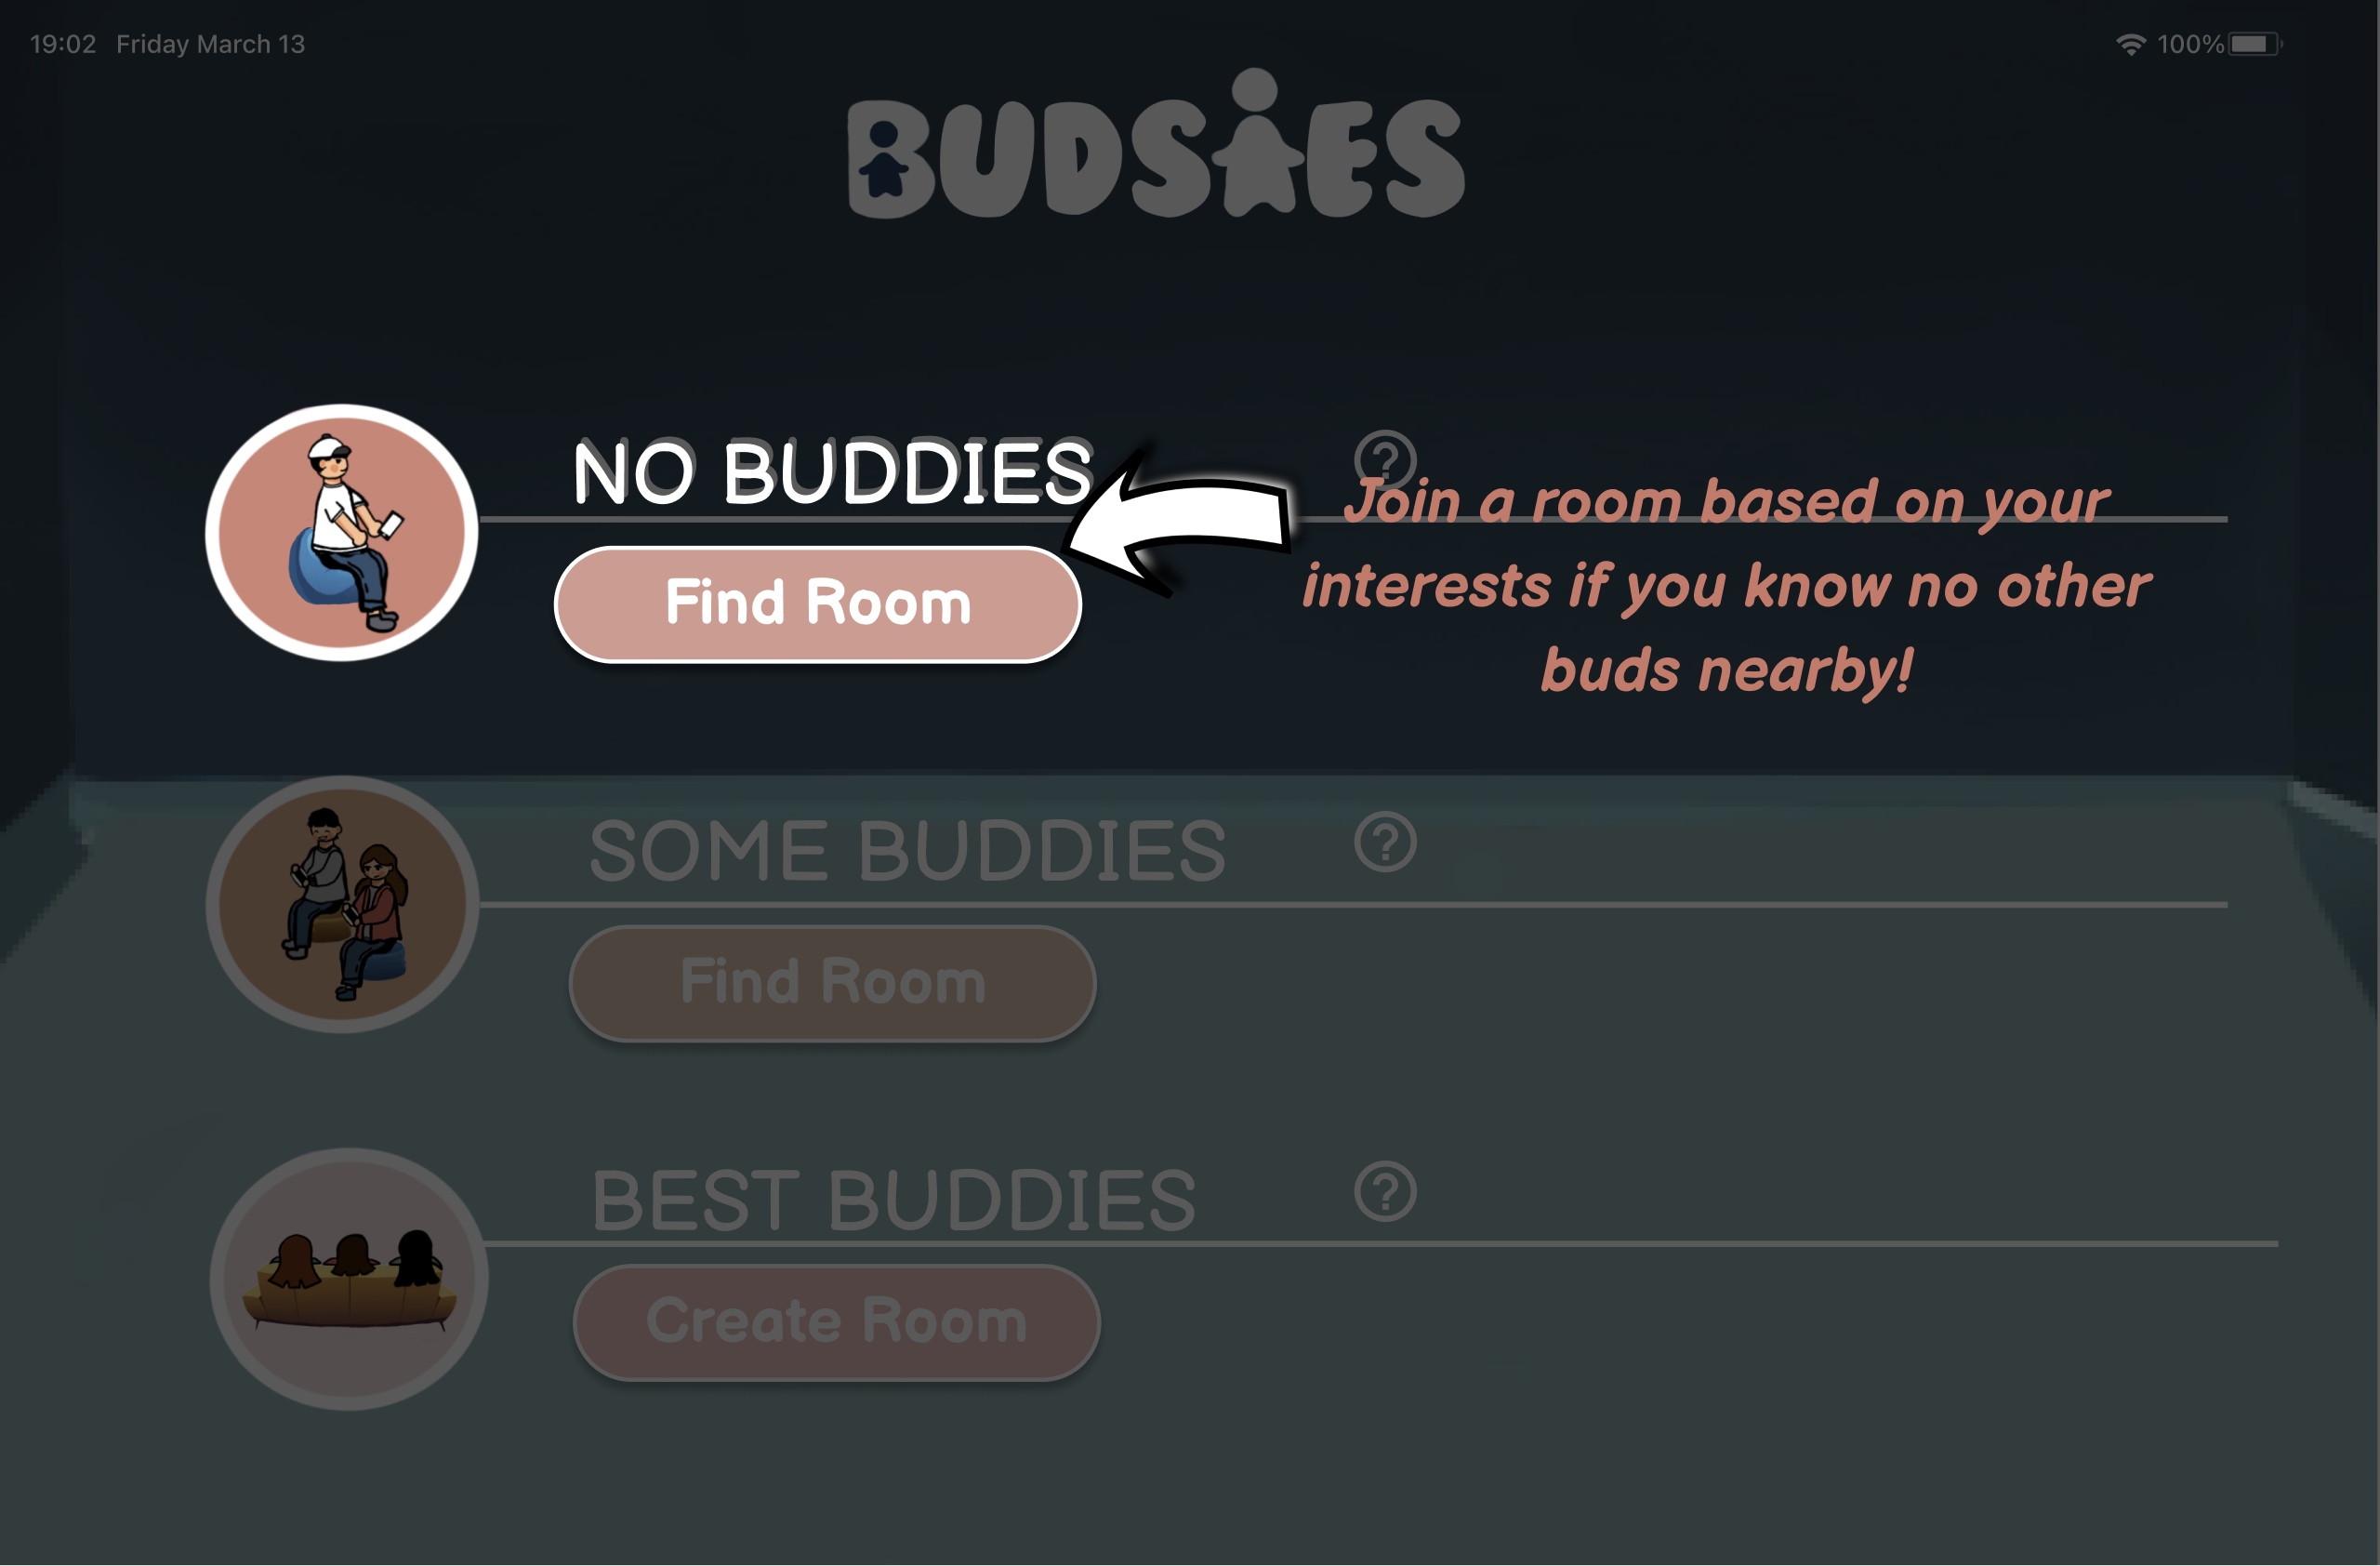 19:02 Friday March 13
100%
BUDSIES
NO BUDDIES
?
Join a room based on your
interests if you know no other
buds nearby!
Find Room
SOME BUDDIES
?
Find Room
BEST BUDDIES
?
Create Room